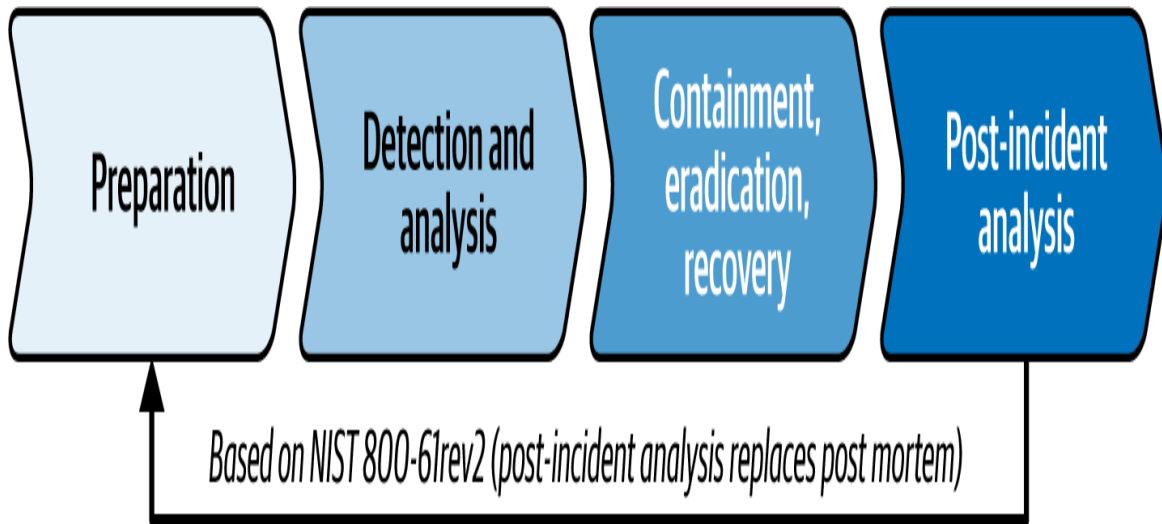 Preparation
Detection and
analysis
Containment,
eradication,
recovery
Post-incident
analysis
Based on NIST 800-61rev2 (post-incident analysis replaces post mortem)